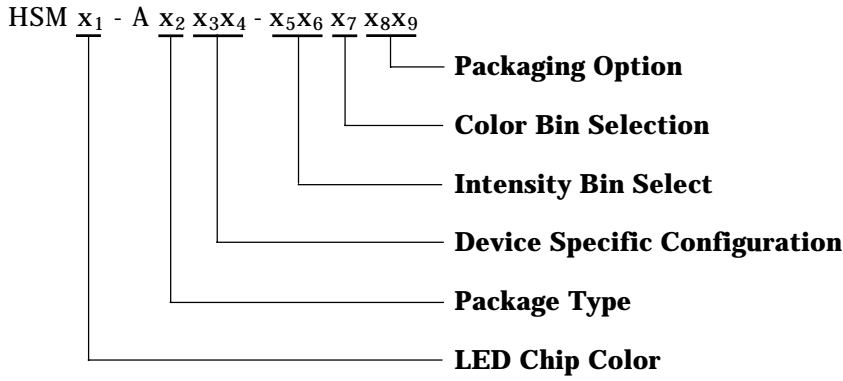 HSM x₁ - A x₂ x₃x₄ - x₅x₆ x₇ x₈x₉
Packaging Option
Color Bin Selection
Intensity Bin Select
Device Specific Configuration
Package Type
LED Chip Color